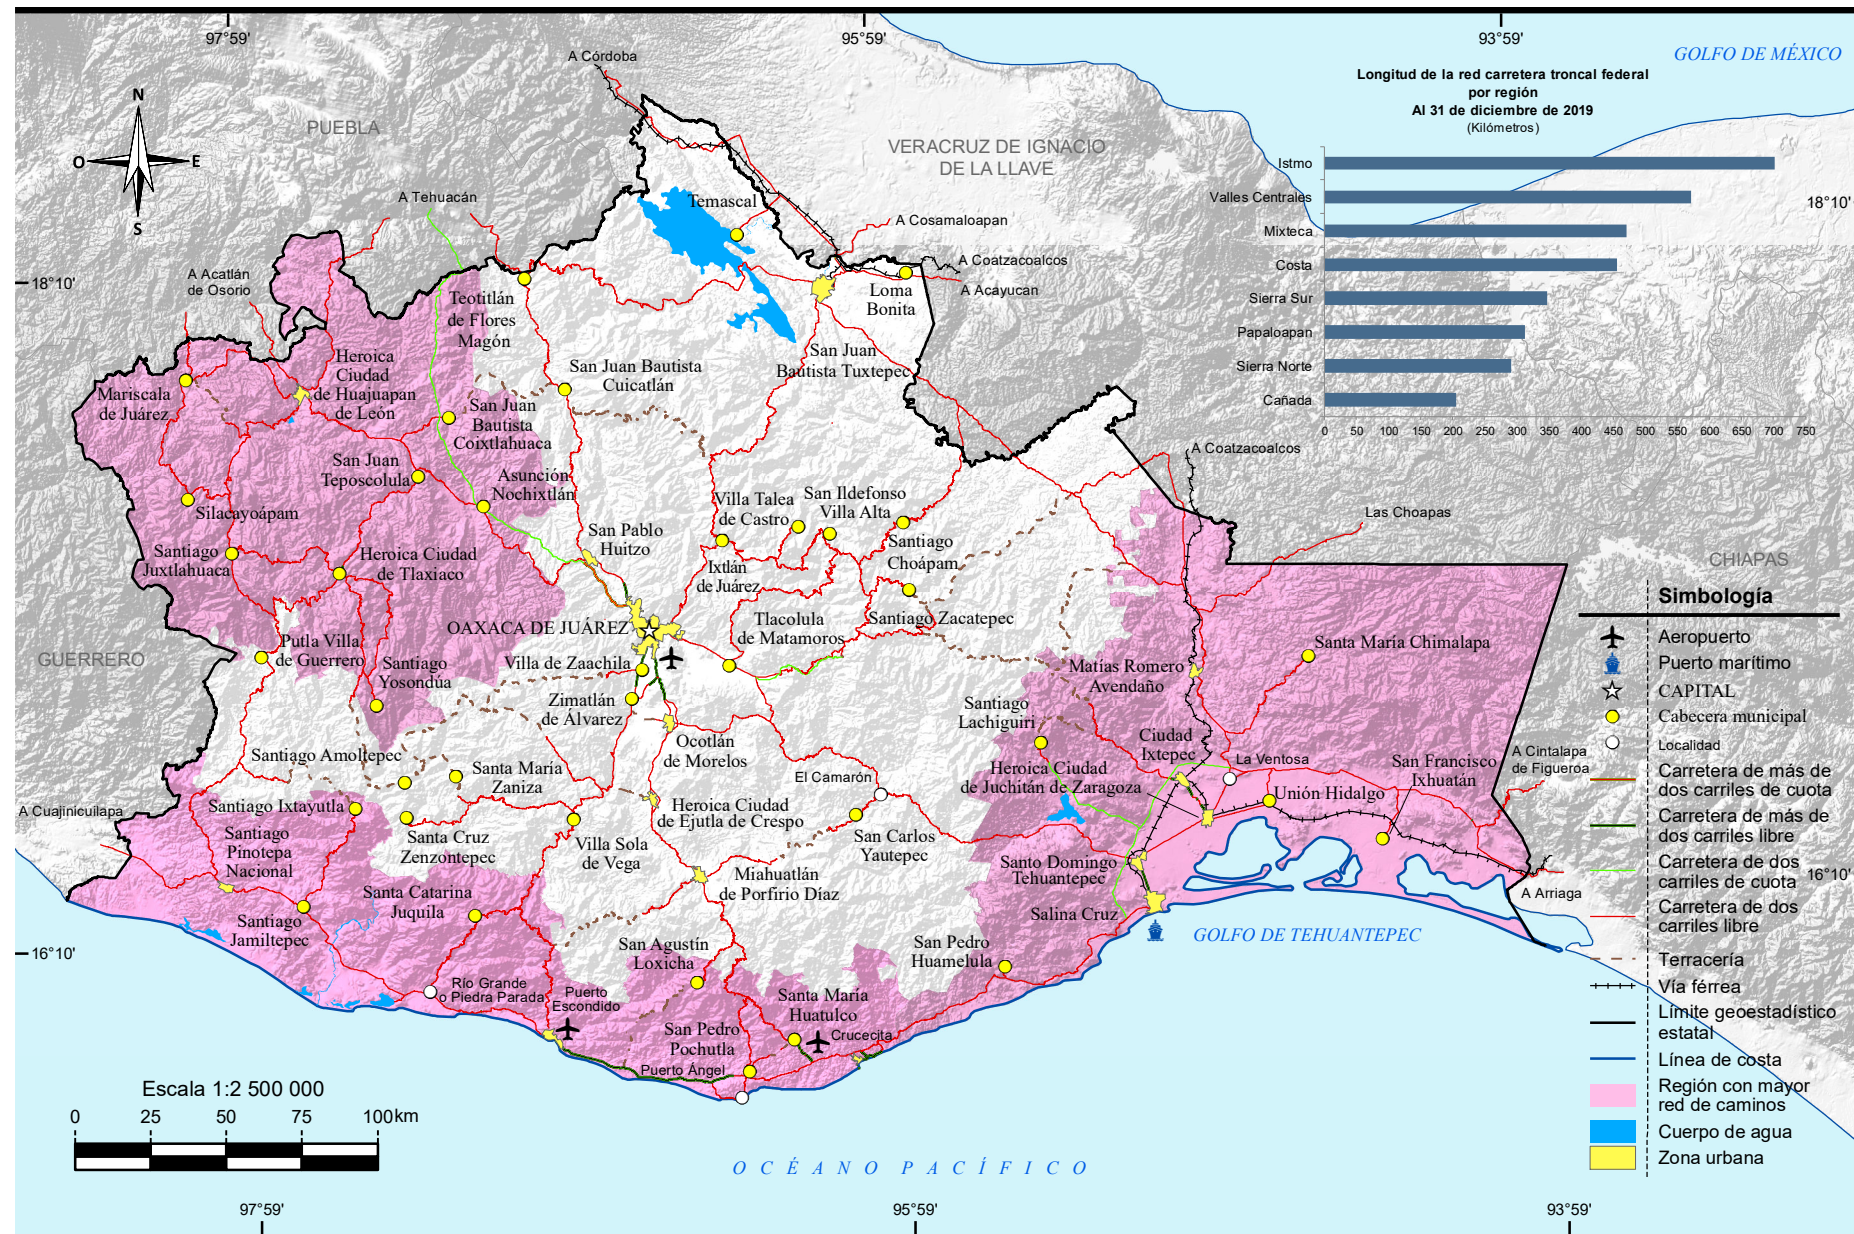 97°59'
95°59'
93°59'
GOLFO DE MÉXICO
A Córdoba
Longitud de la red carretera troncal federal
por región
Al 31 de diciembre de 2019
(Kilómetros)
N
O
E
S
PUEBLA
VERACRUZ DE IGNACIO
DE LA LLAVE
Istmo
Valles Centrales
Mixteca
Costa
Sierra Sur
Papaloapan
Sierra Norte
Cañada
0 50 100 150 200 250 300 350 400 450 500 550 600 650 700 750
18°10'
18°10'
A Tehuacán
Temascal
A Cosamaloapan
A Coatzacoalcos
A Acayucan
A Acatlán
de Osorio
Teotitlán
de Flores
Magón
Loma
Bonita
San Juan
Bautista Tuxtepec
Heroica
Ciudad
de Huajuapan
de León
San Juan Bautista
Cuicatlán
Mariscala
de Juárez
San Juan
Bautista
Coixtlahuaca
A Coatzacoalcos
San Juan
Teposcolula
Asunción
Nochixtlán
Silacayoápam
Villa Talea
de Castro
San Ildefonso
Villa Alta
Las Choapas
San Pablo
Huitzo
Santiago
Juxtlahuaca
Heroica Ciudad
de Tlaxiaco
Ixtlán
de Juárez
Santiago
Choápam
CHIAPAS
OAXACA DE JUÁREZ
Tlacolula
de Matamoros
Santiago Zacatepec
GUERRERO
Putla Villa
de Guerrero
Santiago
Yosondúa
Villa de Zaachila
Zimatlán
de Álvarez
Matías Romero
Avendaño
Santa María Chimalapa
Santiago
Lachiguiri
Ocotlán
de Morelos
Ciudad
Ixtepec
Santiago Amoltepec
Santa María
Zaniza
El Camarón
Heroica Ciudad
de Juchitán de Zaragoza
La Ventosa
San Francisco
Ixhuatán
A Cintalapa
de Figueroa
Unión Hidalgo
A Cuajinicuilapa
Santiago Ixtayutla
Santiago
Pinotepa
Nacional
Santa Cruz
Zenzontepec
Villa Sola
de Vega
Heroica Ciudad
de Ejutla de Crespo
San Carlos
Yautepec
Santo Domingo
Tehuantepec
Santa Catarina
Juquila
Miahuatlán
de Porfirio Díaz
A Arriaga
16°10'
Santiago
Jamiltepec
Salina Cruz
GOLFO DE TEHUANTEPEC
16°10'
San Agustín
Loxicha
San Pedro
Huamelula
Río Grande
o Piedra Parada
Puerto
Escondido
Santa María
Huatulco
San Pedro
Pochutla
Crucecita
Puerto Ángel
Escala 1:2 500 000
0 25 50 75 100km
OCÉANO PACÍFICO
Simbología
Aeropuerto
Puerto marítimo
CAPITAL
Cabecera municipal
Localidad
Carretera de más de
dos carriles de cuota
Carretera de más de
dos carriles libre
Carretera de dos
carriles de cuota
Carretera de dos
carriles libre
Terracería
Vía férrea
Límite geoestadístico
estatal
Línea de costa
Región con mayor
red de caminos
Cuerpo de agua
Zona urbana
97°59'
95°59'
93°59'